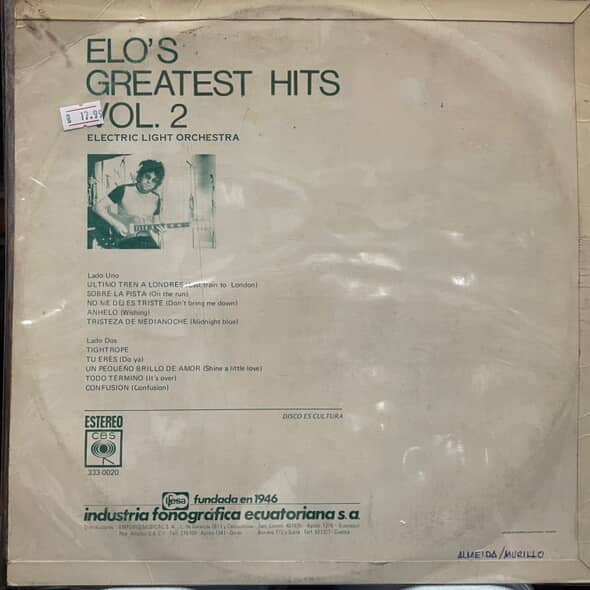 ELO'S
GREATEST HITS
VOL. 2
17.99
ELECTRIC LIGHT ORCHESTRA
Lado Uno
ULTIMO TREN A LONDRES (Last train to London)
SOBRE LA PISTA (On the run)
NO ME DEJES TRISTE (Don't bring me down)
ANHELO (Wishing)
TRISTEZA DE MEDIANOCHE (Midnight blue)
Lado Dos
TIGHTROPE
TU ERES (Do ya)
UN PEQUEÑO BRILLO DE AMOR (Shine a little love)
TODO TERMINO (It's over)
CONFUSION (Confusion)
ESTEREO
DISCO ES CULTURA
CBS
333-0020
ifesa fundada en 1946
industria fonográfica ecuatoriana s.a.
ALMEIDA/MURILLO